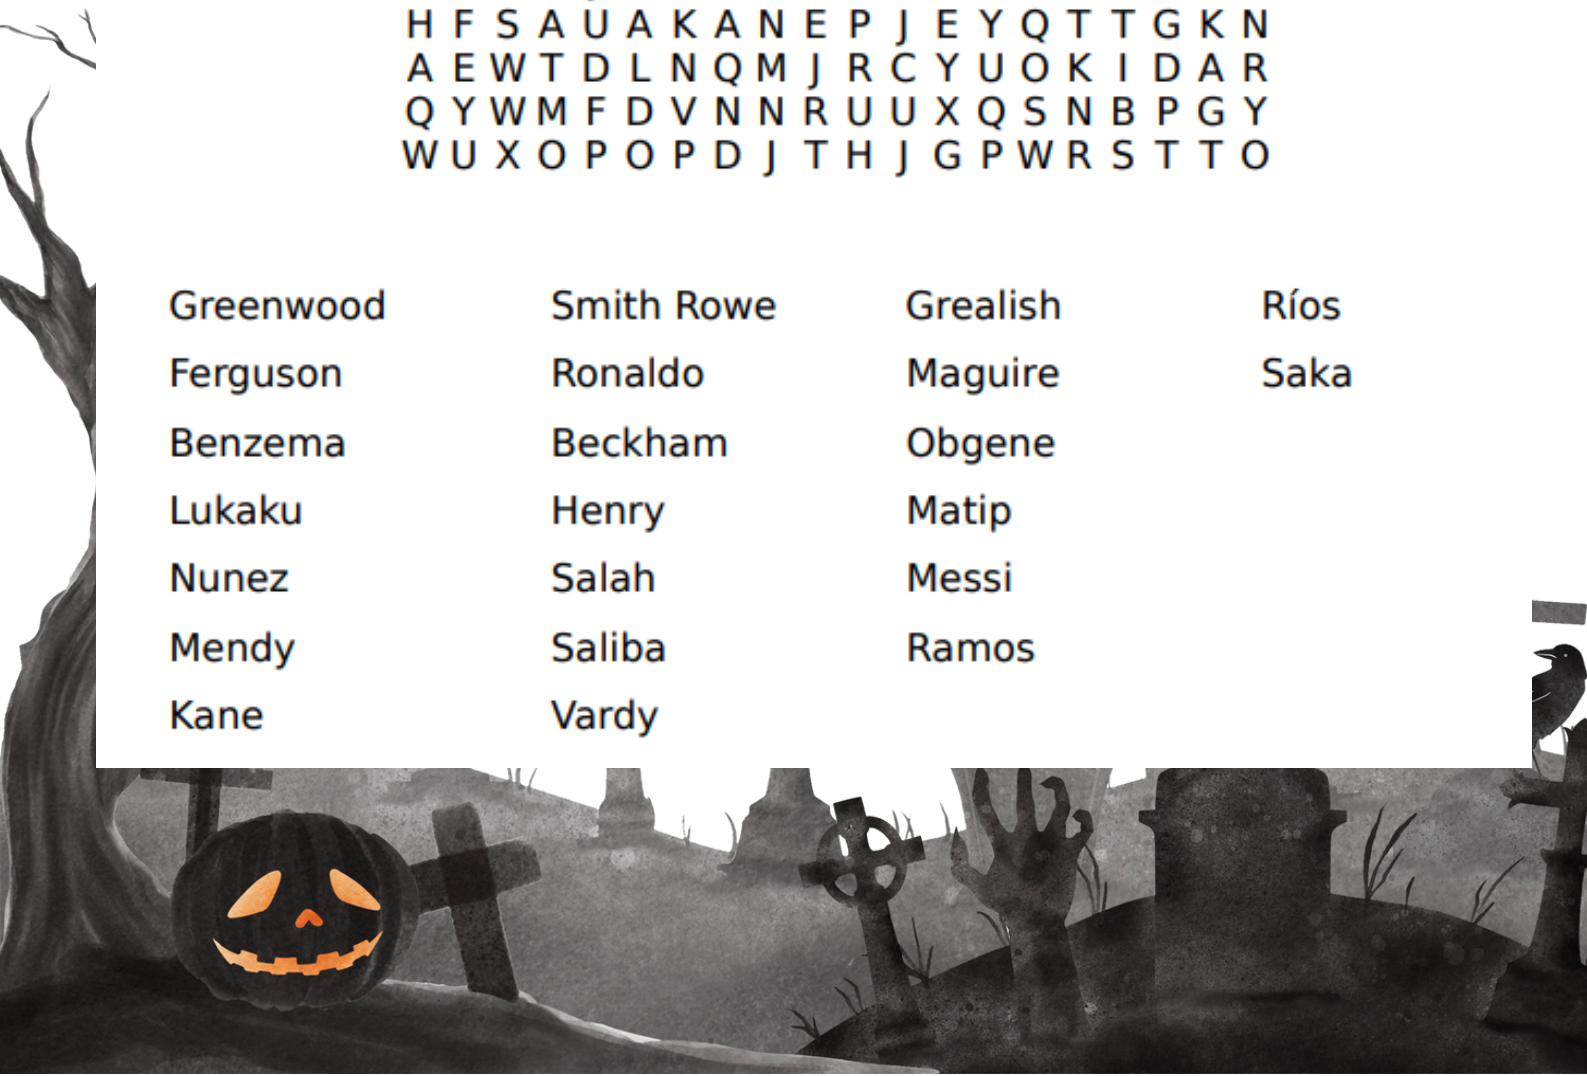 H F S A U A K A N E P J E Y Q T T G K N
A E W T D L N Q M J R C Y U O K I D A R
Q Y W M F D V N N R U U X Q S N B P G Y
W U X O P O P D J T H J G P W R S T T O
Greenwood Smith Rowe Grealish Ríos
Ferguson Ronaldo Maguire Saka
Benzema Beckham Obgene
Lukaku Henry Matip
Nunez Salah Messi
Mendy Saliba Ramos
Kane Vardy